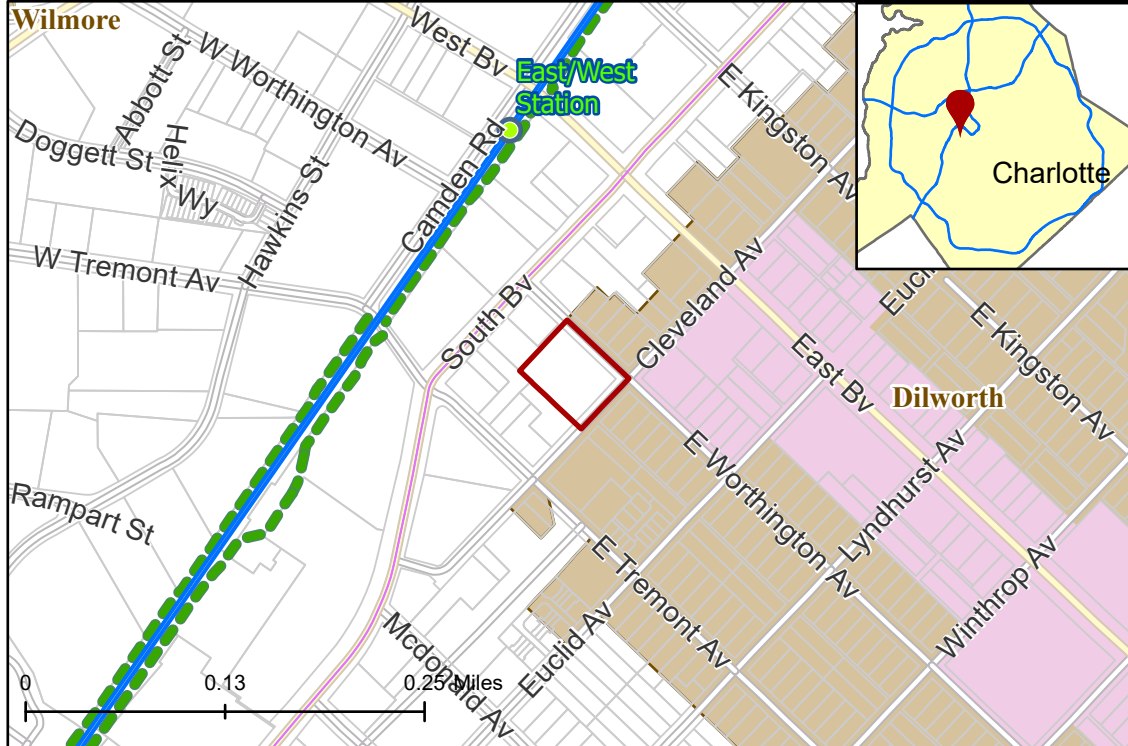 Wilmore
West Bv
Abbott St
W Worthington Av
East/West
Station
E Kingston Av
Charlotte
Doggett St
Helix
Wy
Hawkins St
Camden Rd
W Tremont Av
South Bv
Cleveland Av
E Kingston Av
East Bv
Dilworth
E Worthington Av
Lyndhurst Av
Rampart St
E Tremont Av
Winthrop Av
Euclid Av
Mcdonald Av
0
0.13
0.25 Miles